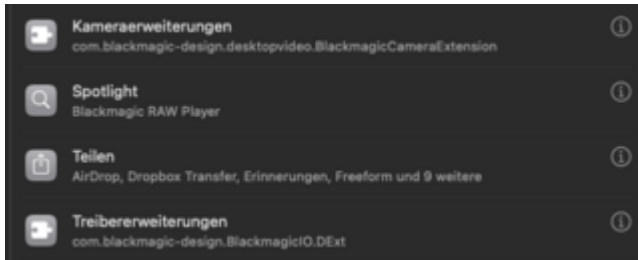 Kameraerweiterungen
com.blackmagic-design.desktopvideo.BlackmagicCameraExtension
Spotlight
Blackmagic RAW Player
Teilen
AirDrop, Dropbox Transfer, Erinnerungen, Freeform und 9 weitere
Treibererweiterungen
com.blackmagic-design.BlackmagicIO.DExt